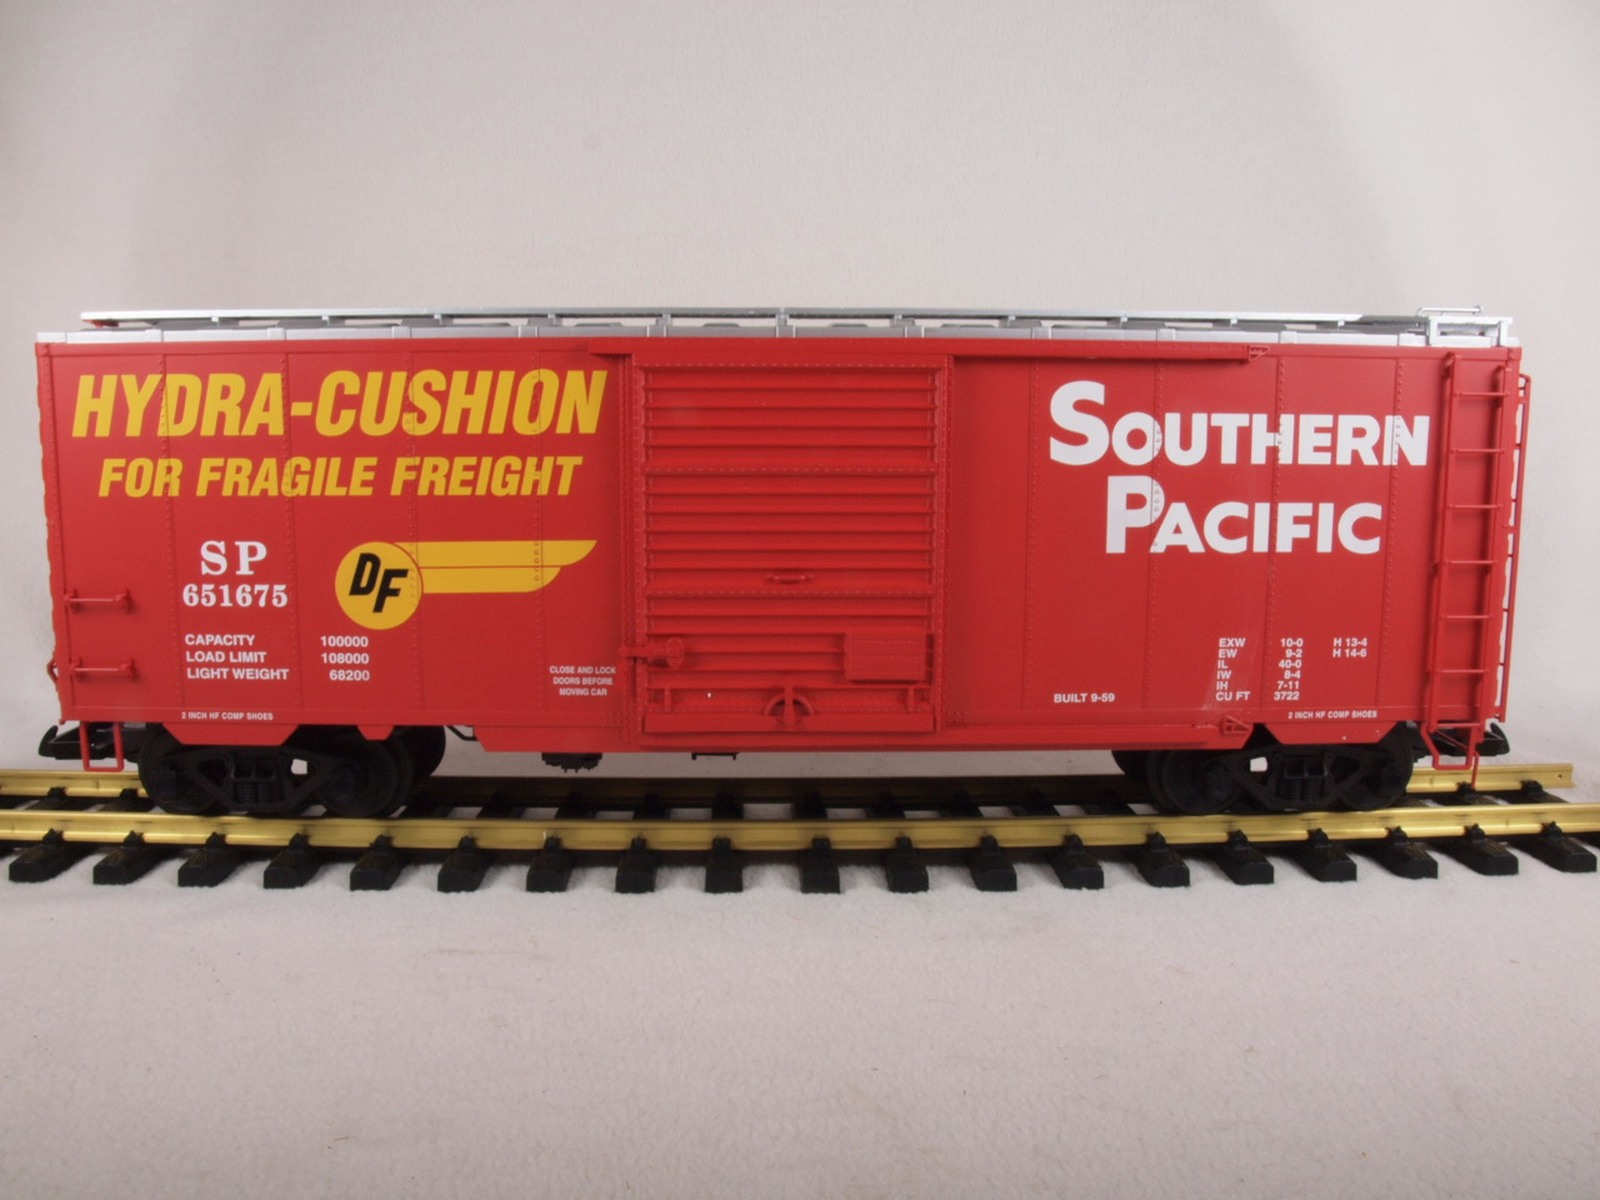 HYDRA-CUSHION
FOR FRAGILE FREIGHT
SP
651675
DF
CAPACITY 100000
LOAD LIMIT 108000
LIGHT WEIGHT 68200
2 INCH HF COMP SHOES
CLOSE AND LOCK
DOORS BEFORE
MOVING CAR
SOUTHERN
PACIFIC
BUILT 9-59
EXW 10-0 H 13-4
EW 9-2 H 14-6
IL 40-0
IW 8-4
IH 7-11
CU FT 3722
2 INCH HF COMP SHOES